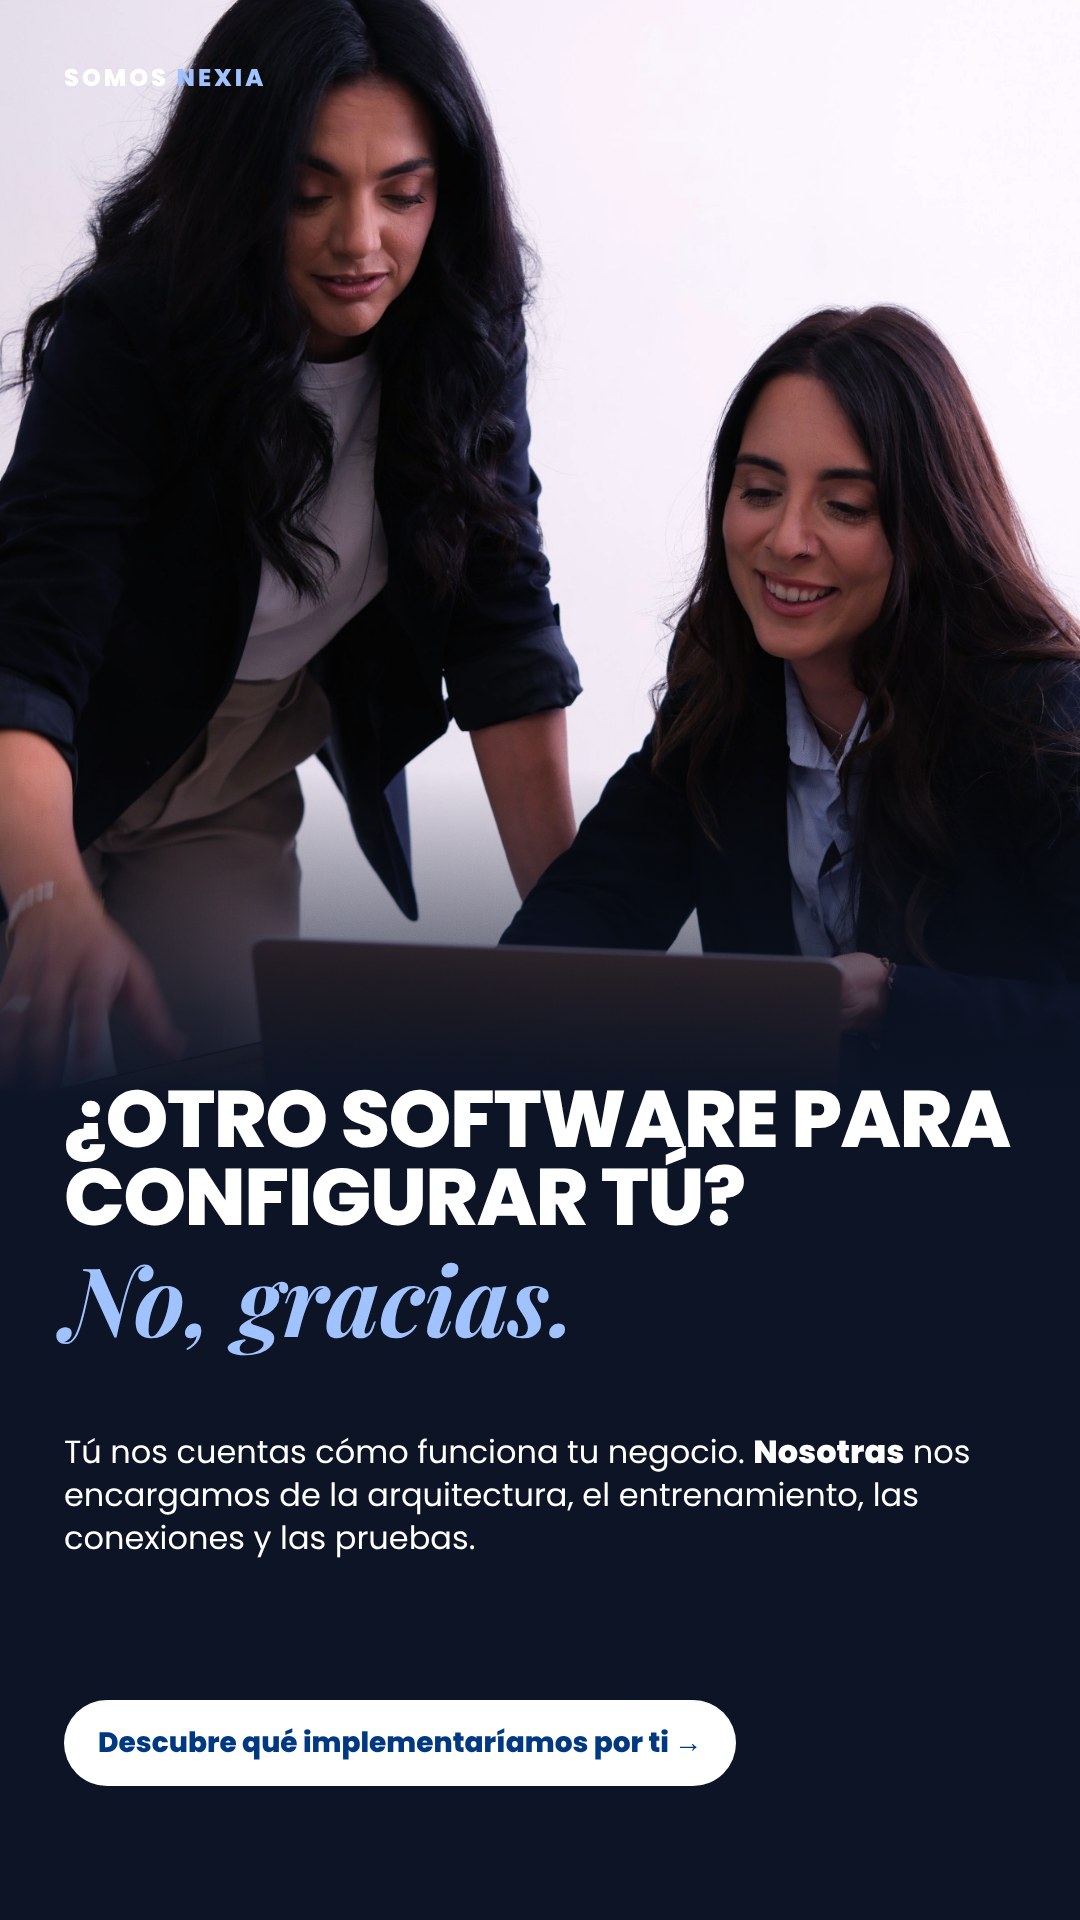 SOMOS NEXIA
¿OTRO SOFTWARE PARA
CONFIGURAR TÚ?
No, gracias.
Tú nos cuentas cómo funciona tu negocio. Nosotras nos
encargamos de la arquitectura, el entrenamiento, las
conexiones y las pruebas.
Descubre qué implementaríamos por ti →